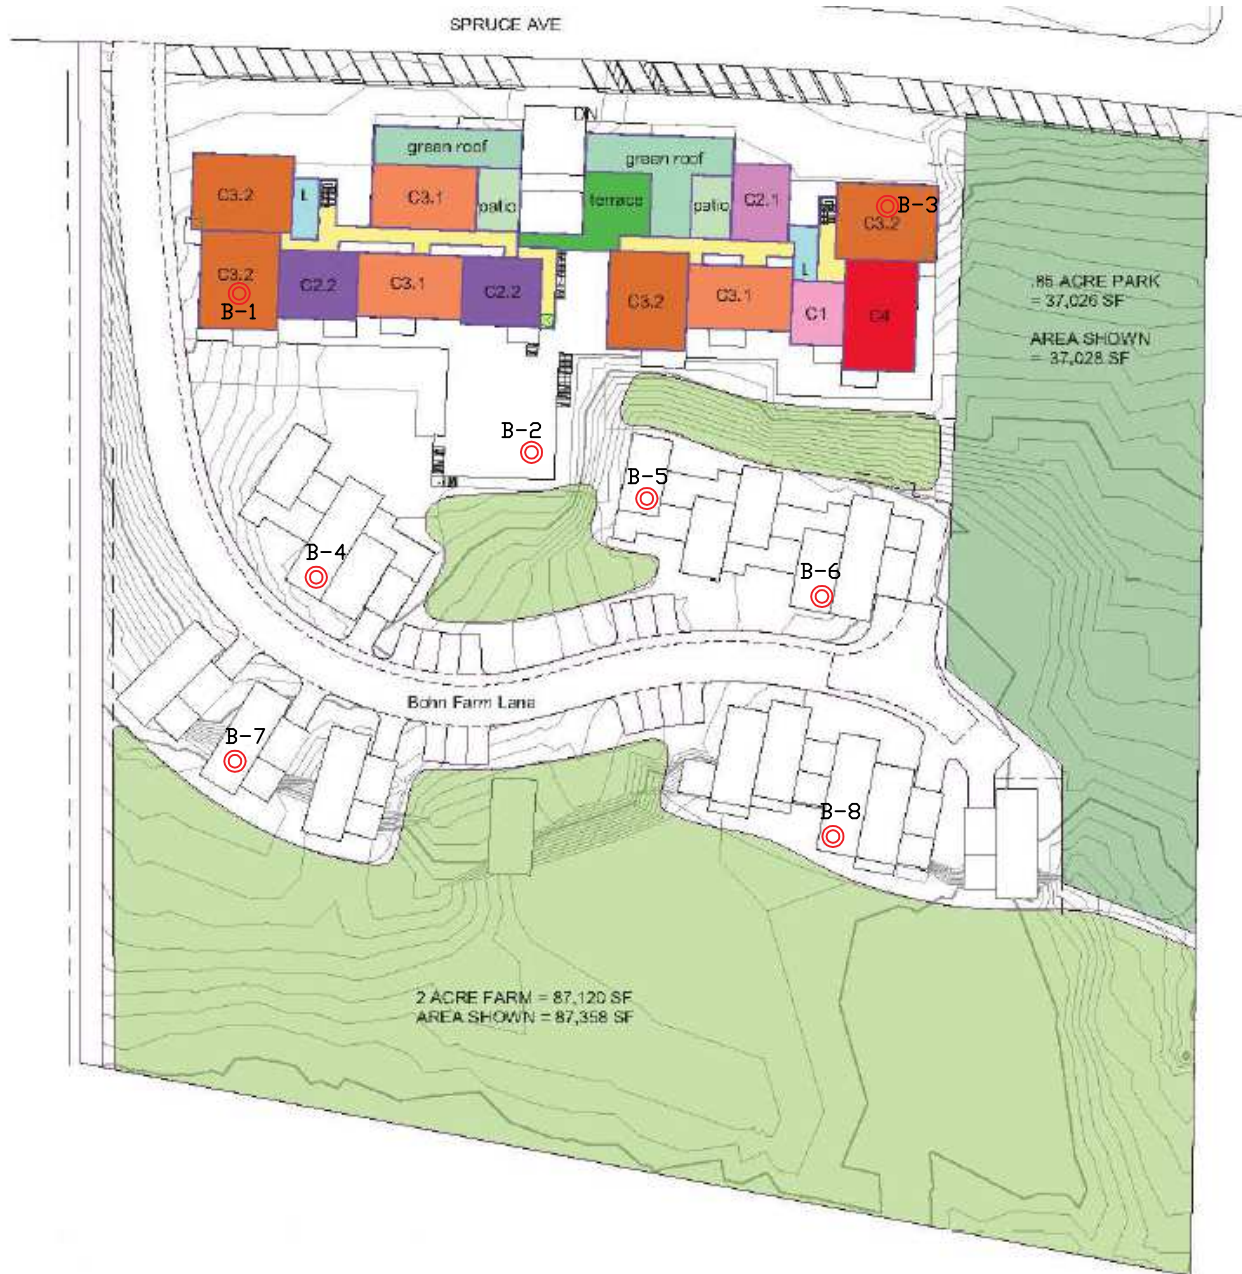 SPRUCE AVE
DIN
green roof
green roof
C3.2
L
C3.1
patio
terrace
patio
C2.1
B-3
C3.2
C3.2
B-1
C2.2
C3.1
C2.2
C3.2
C3.1
L
C1
C4
.85 ACRE PARK
= 37,026 SF
AREA SHOWN
= 37,028 SF
B-2
B-5
B-4
B-6
Bohn Farm Lane
B-7
B-8
2 ACRE FARM = 87,120 SF
AREA SHOWN = 87,358 SF